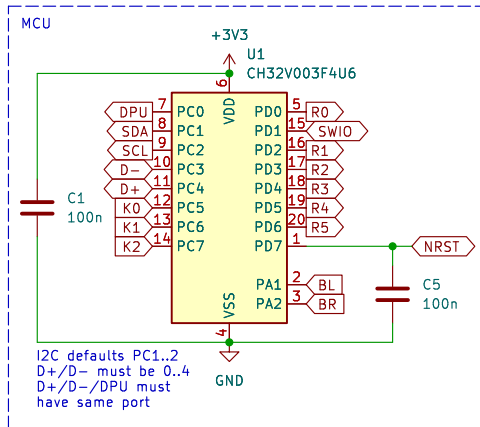 MCU
+3V3
U1
CH32V003F4U6
6
VDD
DPU 7 PC0
PD0 5 R0
SDA 8 PC1
PD1 15 SWIO
SCL 9 PC2
PD2 16 R1
D- 10 PC3
PD3 17 R2
D+ 11 PC4
PD4 18 R3
K0 12 PC5
PD5 19 R4
K1 13 PC6
PD6 20 R5
K2 14 PC7
PD7 1 NRST
C1
100n
PA1 2 BL
PA2 3 BR
C5
100n
VSS
4
GND
I2C defaults PC1..2
D+/D- must be 0..4
D+/D-/DPU must
have same port